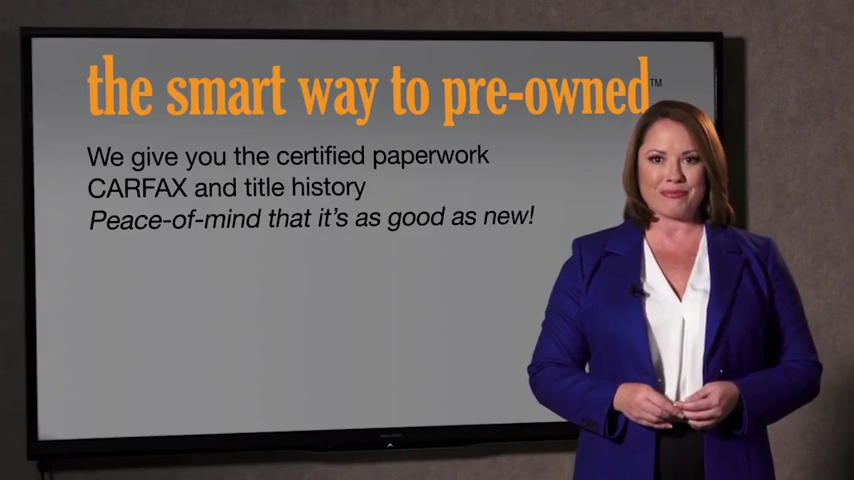 the smart way to pre-owned™
We give you the certified paperwork
CARFAX and title history
Peace-of-mind that it's as good as new!